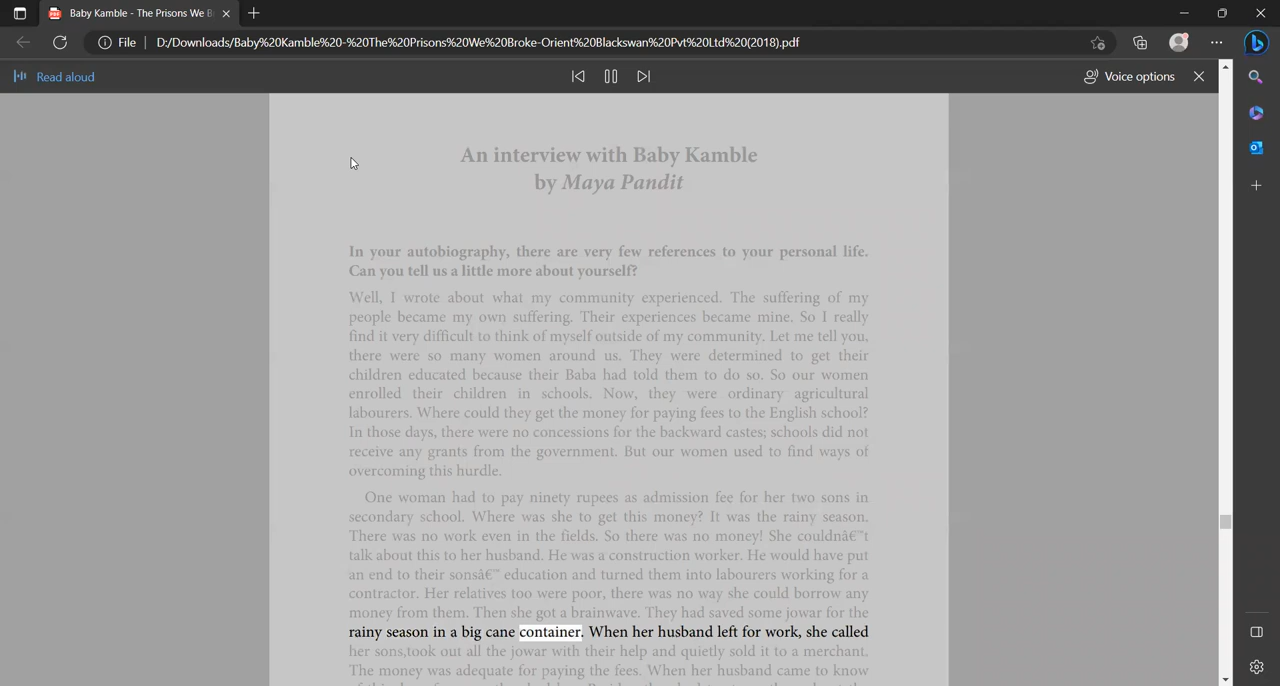 Baby Kamble - The Prisons We B
File
D:/Downloads/Baby%20Kamble%20-%20The%20Prisons%20We%20Broke-Orient%20Blackswan%20Pvt%20Ltd%20(2018).pdf
Read aloud
Voice options
An interview with Baby Kamble
by Maya Pandit
In your autobiography, there are very few references to your personal life.
Can you tell us a little more about yourself?
Well, I wrote about what my community experienced. The suffering of my
people became my own suffering. Their experiences became mine. So I really
find it very difficult to think of myself outside of my community. Let me tell you,
there were so many women around us. They were determined to get their
children educated because their Baba had told them to do so. So our women
enrolled their children in schools. Now, they were ordinary agricultural
labourers. Where could they get the money for paying fees to the English school?
In those days, there were no concessions for the backward castes; schools did not
receive any grants from the government. But our women used to find ways of
overcoming this hurdle.
One woman had to pay ninety rupees as admission fee for her two sons in
secondary school. Where was she to get this money? It was the rainy season.
There was no work even in the fields. So there was no money! She couldnâ€™t
talk about this to her husband. He was a construction worker. He would have put
an end to their sonsâ€™ education and turned them into labourers working for a
contractor. Her relatives too were poor, there was no way she could borrow any
money from them. Then she got a brainwave. They had saved some jowar for the
rainy season in a big cane container. When her husband left for work, she called
her sons,took out all the jowar with their help and quietly sold it to a merchant.
The money was adequate for paying the fees. When her husband came to know